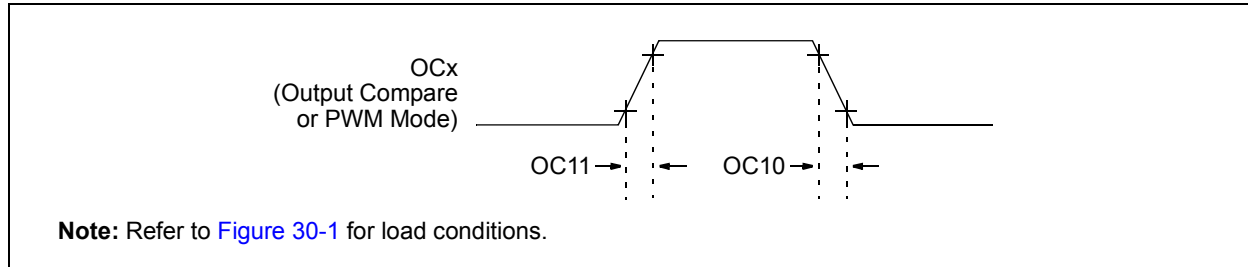 OCx
(Output Compare
or PWM Mode)
OC11
OC10
Note: Refer to Figure 30-1 for load conditions.